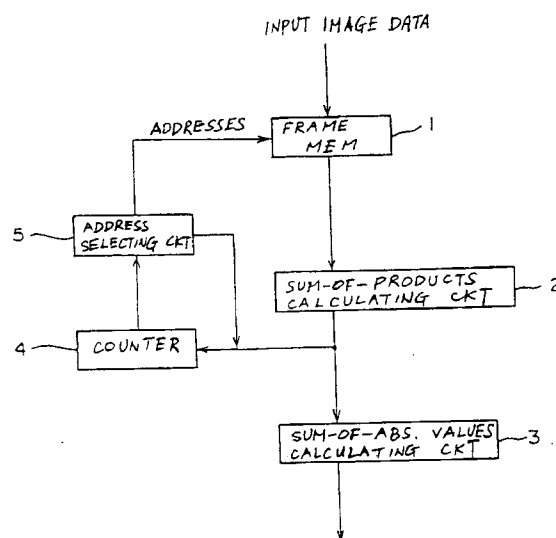 INPUT IMAGE DATA
ADDRESSES
FRAME
MEM
1
5
ADDRESS
SELECTING CKT
SUM-OF-PRODUCTS
CALCULATING CKT
2
4
COUNTER
SUM-OF-ABS. VALUES
CALCULATING CKT
3